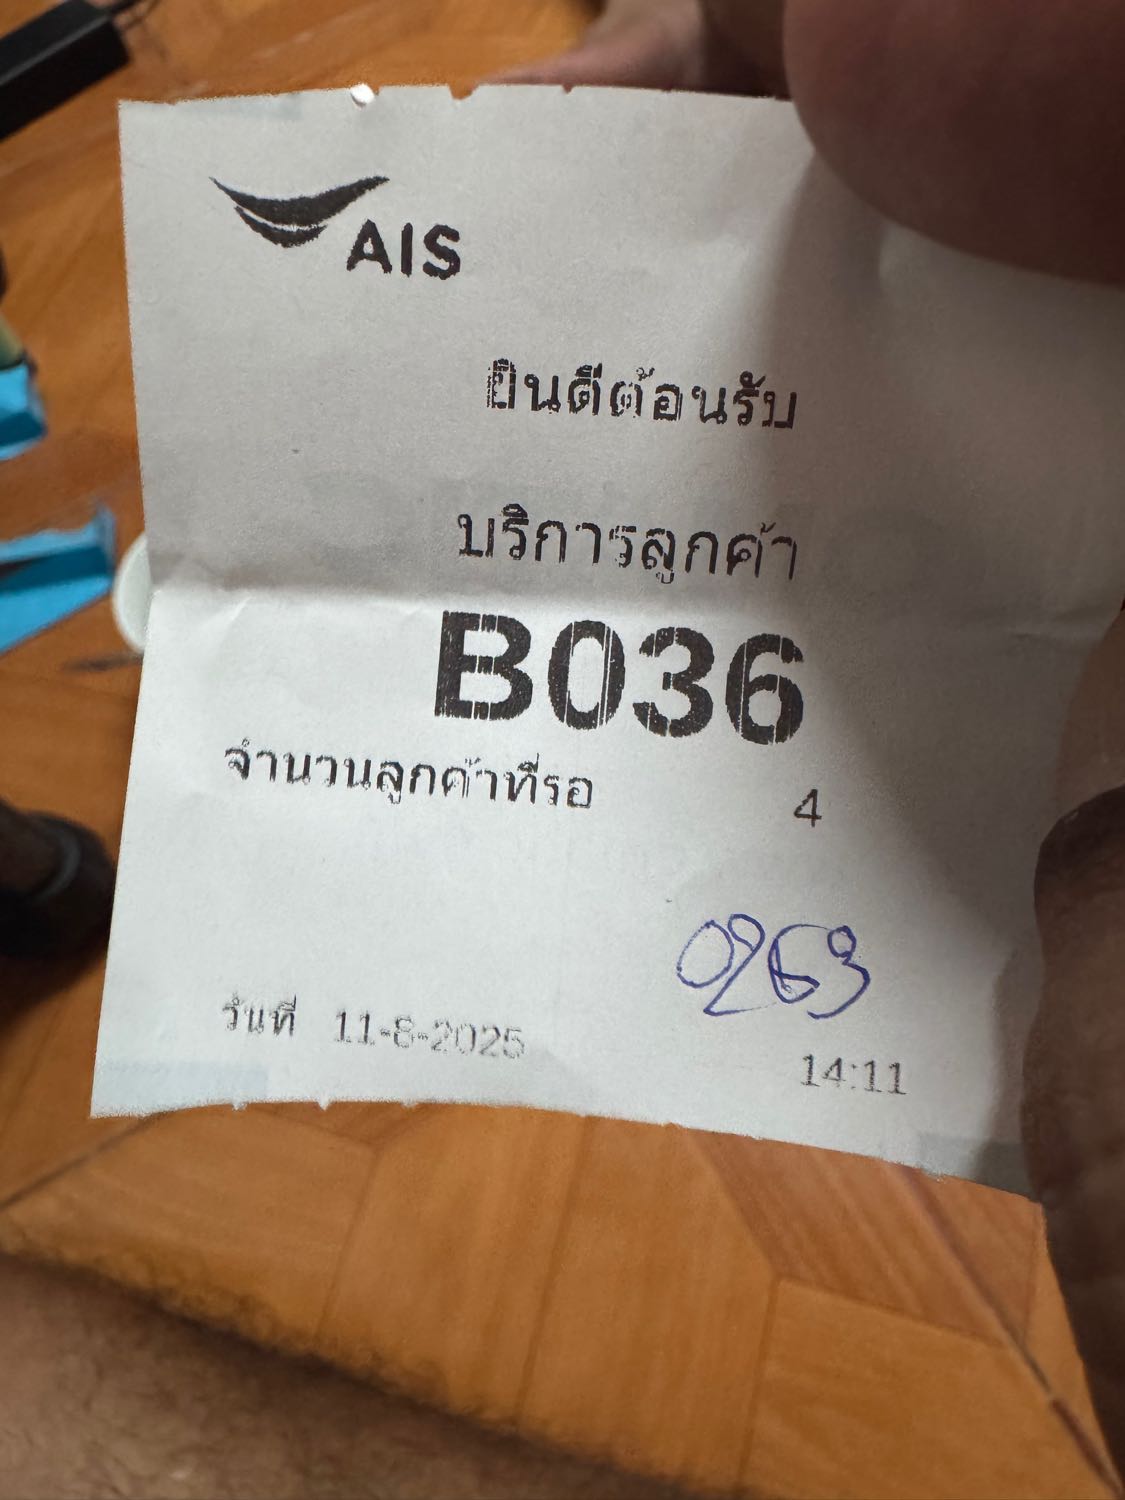 AIS
ยินดีต้อนรับ
บริการลูกค้า
B036
จำนวนลูกค้าที่รอ 4
0263
วันที่ 11-8-2025 14:11